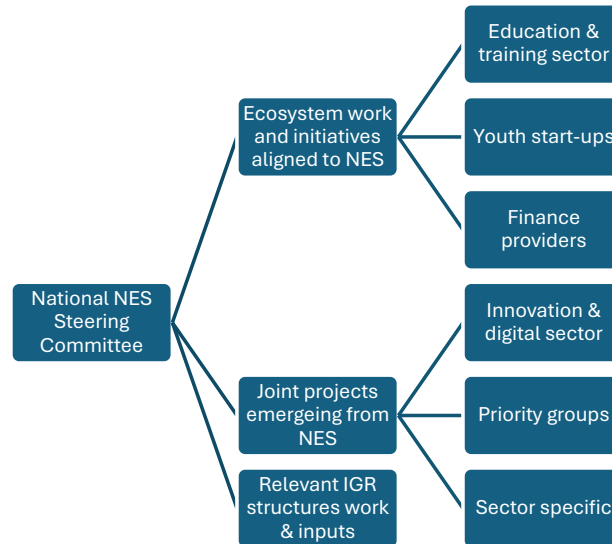 National NES
Steering
Committee
Ecosystem work
and initiatives
aligned to NES
Education &
training sector
Youth start-ups
Finance
providers
Joint projects
emergeing from
NES
Innovation &
digital sector
Priority groups
Sector specific
Relevant IGR
structures work
& inputs